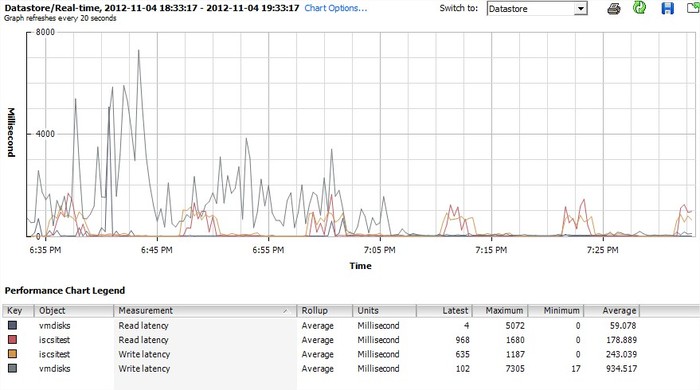 Datastore/Real-time, 2012-11-04 18:33:17 - 2012-11-04 19:33:17 Chart Options... Switch to: Datastore
Graph refreshes every 20 seconds
8000
4000
0
Millisecond
6:35 PM 6:45 PM 6:55 PM 7:05 PM 7:15 PM 7:25 PM
Time
Performance Chart Legend
Key Object Measurement Rollup Units Latest Maximum Minimum Average
vmdisks Read latency Average Millisecond 4 5072 0 59.078
iscsitest Read latency Average Millisecond 968 1680 0 178.889
iscsitest Write latency Average Millisecond 635 1187 0 243.039
vmdisks Write latency Average Millisecond 102 7305 17 934.517